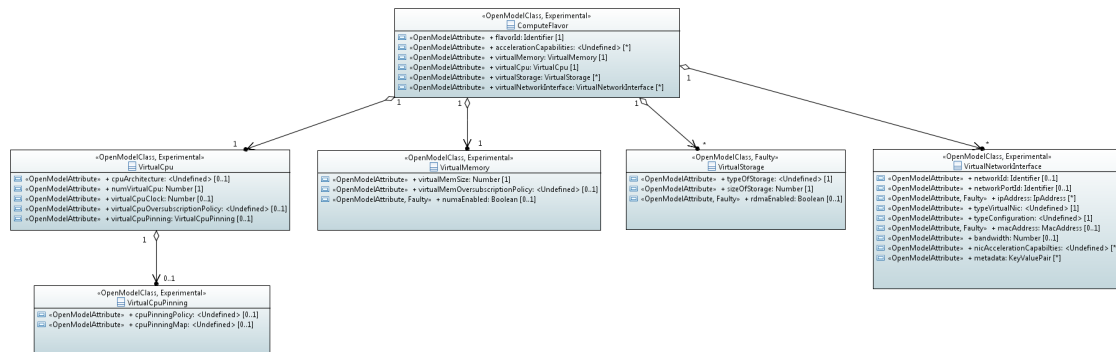 «OpenModelClass, Experimental»
ComputeFlavor
«OpenModelAttribute» + flavorId: Identifier [1]
«OpenModelAttribute» + accelerationCapabilities: <Undefined> [*]
«OpenModelAttribute» + virtualMemory: VirtualMemory [1]
«OpenModelAttribute» + virtualCpu: VirtualCpu [1]
«OpenModelAttribute» + virtualStorage: VirtualStorage [*]
«OpenModelAttribute» + virtualNetworkInterface: VirtualNetworkInterface [*]
1
1
1
1
1
1
*
*
«OpenModelClass, Experimental»
VirtualCpu
«OpenModelAttribute» + cpuArchitecture: <Undefined> [0..1]
«OpenModelAttribute» + numVirtualCpu: Number [1]
«OpenModelAttribute» + virtualCpuClock: Number [0..1]
«OpenModelAttribute» + virtualCpuOversubscriptionPolicy: <Undefined> [0..1]
«OpenModelAttribute» + virtualCpuPinning: VirtualCpuPinning [0..1]
«OpenModelClass, Experimental»
VirtualMemory
«OpenModelAttribute» + virtualMemSize: Number [1]
«OpenModelAttribute» + virtualMemOversubscriptionPolicy: <Undefined> [0..1]
«OpenModelAttribute, Faulty» + numaEnabled: Boolean [0..1]
«OpenModelClass, Faulty»
VirtualStorage
«OpenModelAttribute» + typeOfStorage: <Undefined> [1]
«OpenModelAttribute» + sizeOfStorage: Number [1]
«OpenModelAttribute, Faulty» + rdmaEnabled: Boolean [0..1]
«OpenModelClass, Experimental»
VirtualNetworkInterface
«OpenModelAttribute» + networkId: Identifier [0..1]
«OpenModelAttribute» + networkPortId: Identifier [0..1]
«OpenModelAttribute, Faulty» + ipAddress: IpAddress [*]
«OpenModelAttribute» + typeVirtualNic: <Undefined> [1]
«OpenModelAttribute» + typeConfiguration: <Undefined> [1]
«OpenModelAttribute, Faulty» + macAddress: MacAddress [0..1]
«OpenModelAttribute» + bandwidth: Number [0..1]
«OpenModelAttribute» + nicAccelerationCapabilties: <Undefined> [*
«OpenModelAttribute» + metadata: KeyValuePair [*]
1
0..1
«OpenModelClass, Experimental»
VirtualCpuPinning
«OpenModelAttribute» + cpuPinningPolicy: <Undefined> [0..1]
«OpenModelAttribute» + cpuPinningMap: <Undefined> [0..1]